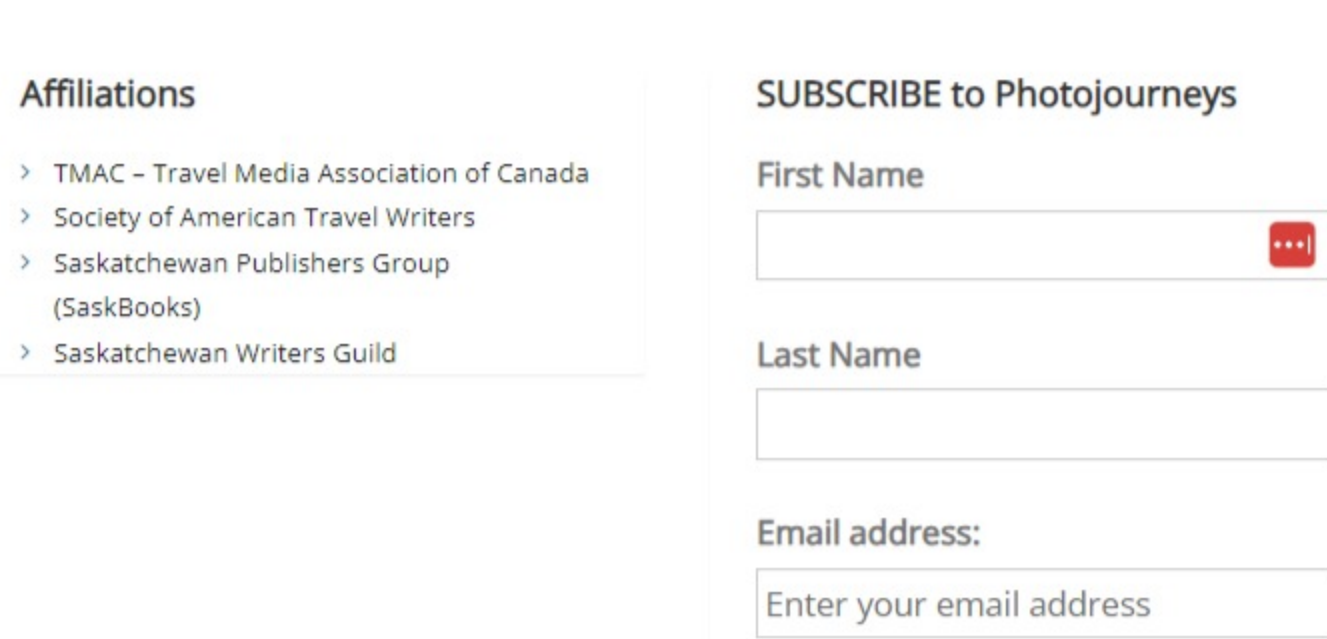 Affiliations
TMAC – Travel Media Association of Canada
Society of American Travel Writers
Saskatchewan Publishers Group
(SaskBooks)
Saskatchewan Writers Guild
SUBSCRIBE to Photojourneys
First Name
Last Name
Email address:
Enter your email address